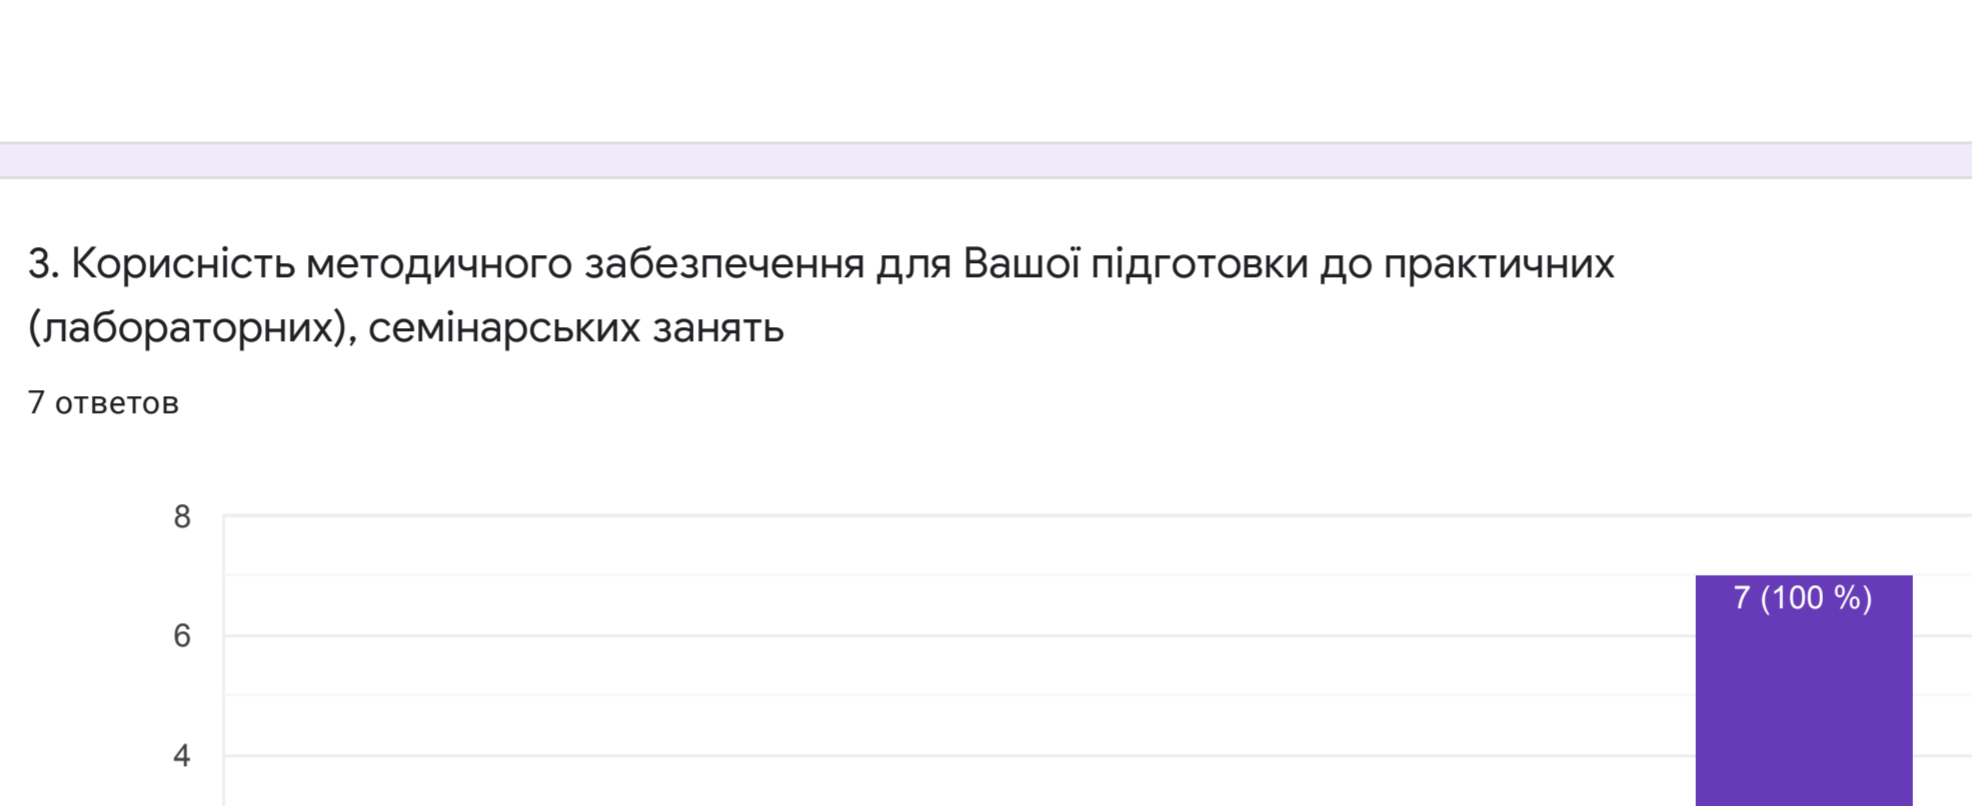 3. Корисність методичного забезпечення для Вашої підготовки до практичних
(лабораторних), семінарських занять
7 ответов
8
7 (100 %)
6
4